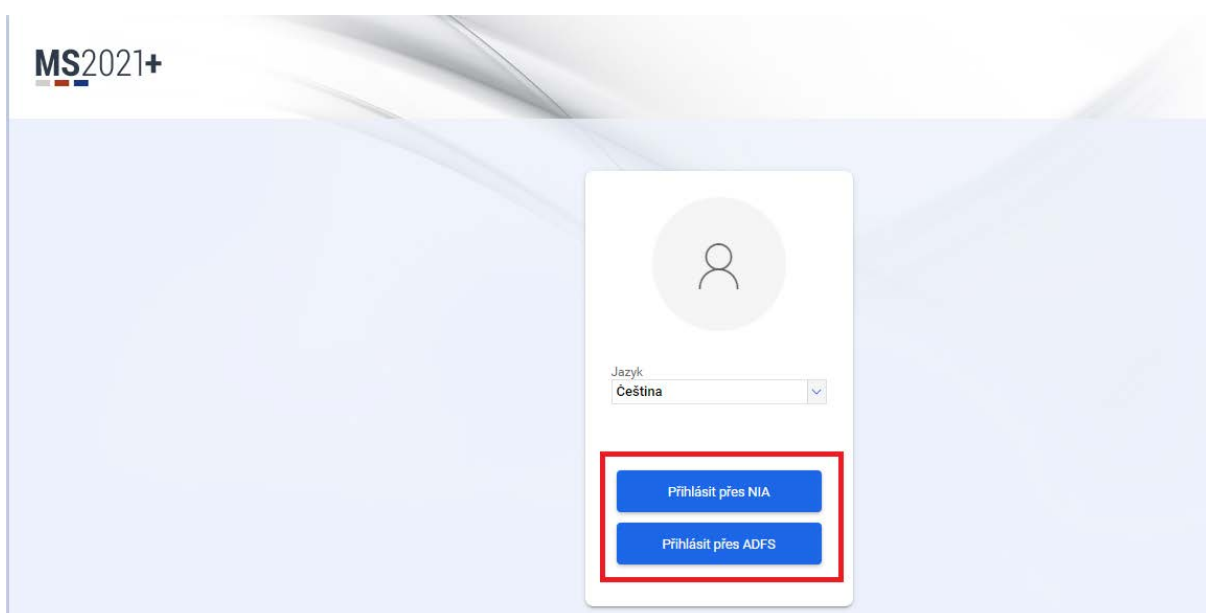 MS2021+
Jazyk
Čeština
Přihlásit přes NIA
Přihlásit přes ADFS